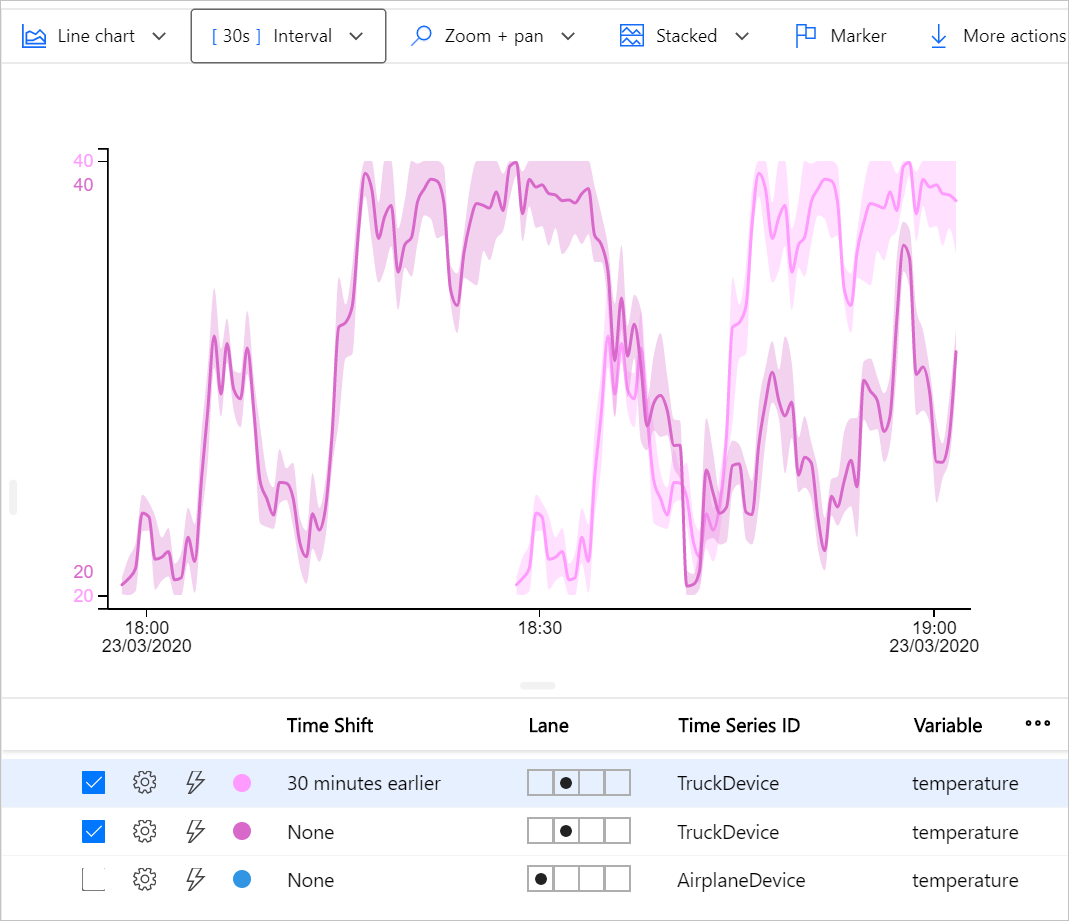 Line chart [ 30s ] Interval Zoom + pan Stacked Marker More actions
40
40
20
20
18:00 18:30 19:00
23/03/2020 23/03/2020
Time Shift Lane Time Series ID Variable •••
30 minutes earlier TruckDevice temperature
None TruckDevice temperature
None AirplaneDevice temperature